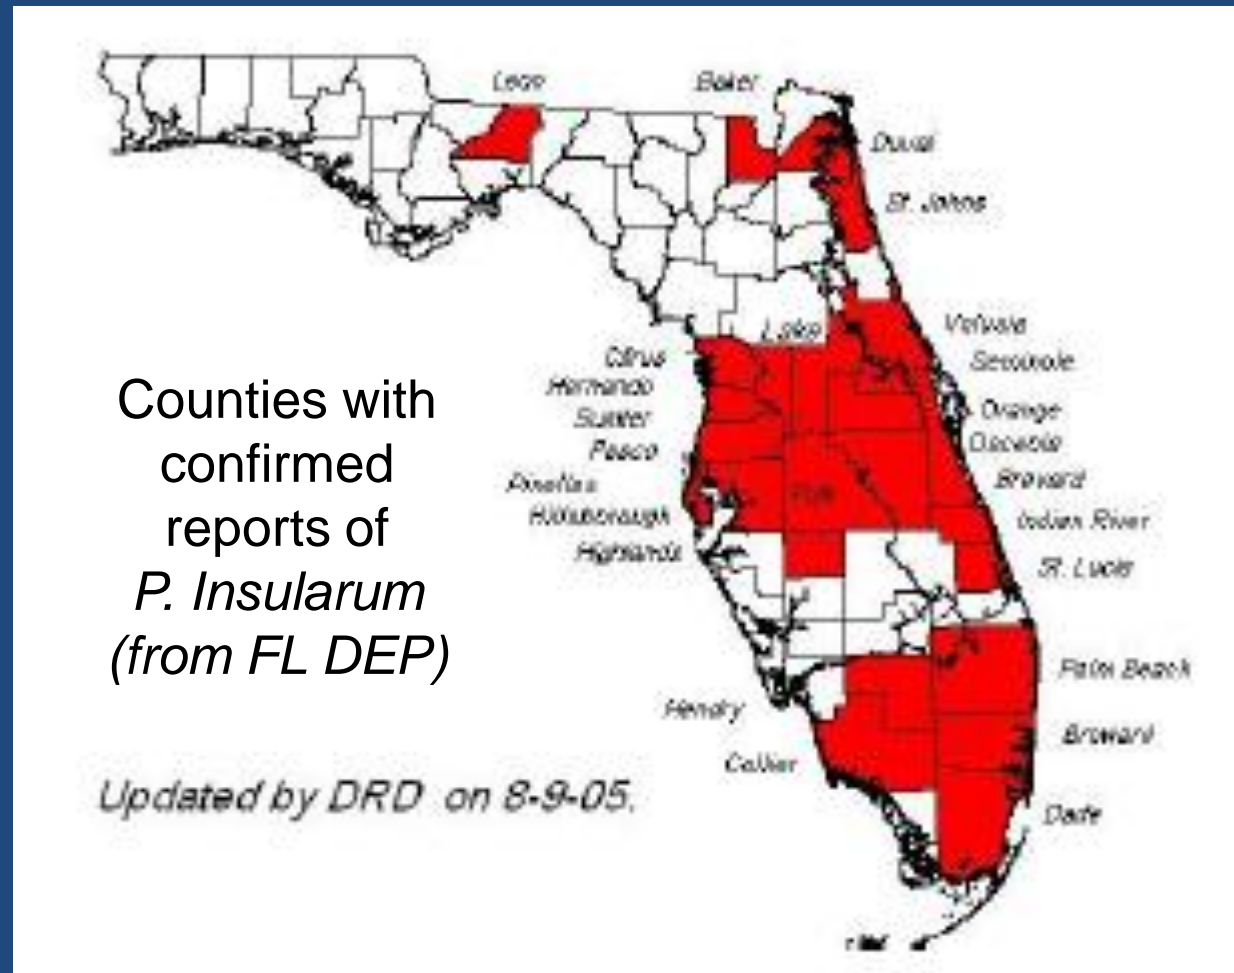 Leon
Baker
Duval
St. Johns
Lake
Volusia
Citrus
Seminole
Hernando
Sumter
Orange
Osceola
Pasco
Brevard
Pinellas
Polk
Hillsborough
Indian River
Highlands
St. Lucie
Counties with
confirmed
reports of
P. Insularum
(from FL DEP)
Palm Beach
Hendry
Broward
Collier
Updated by DRD on 8-9-05.
Dade